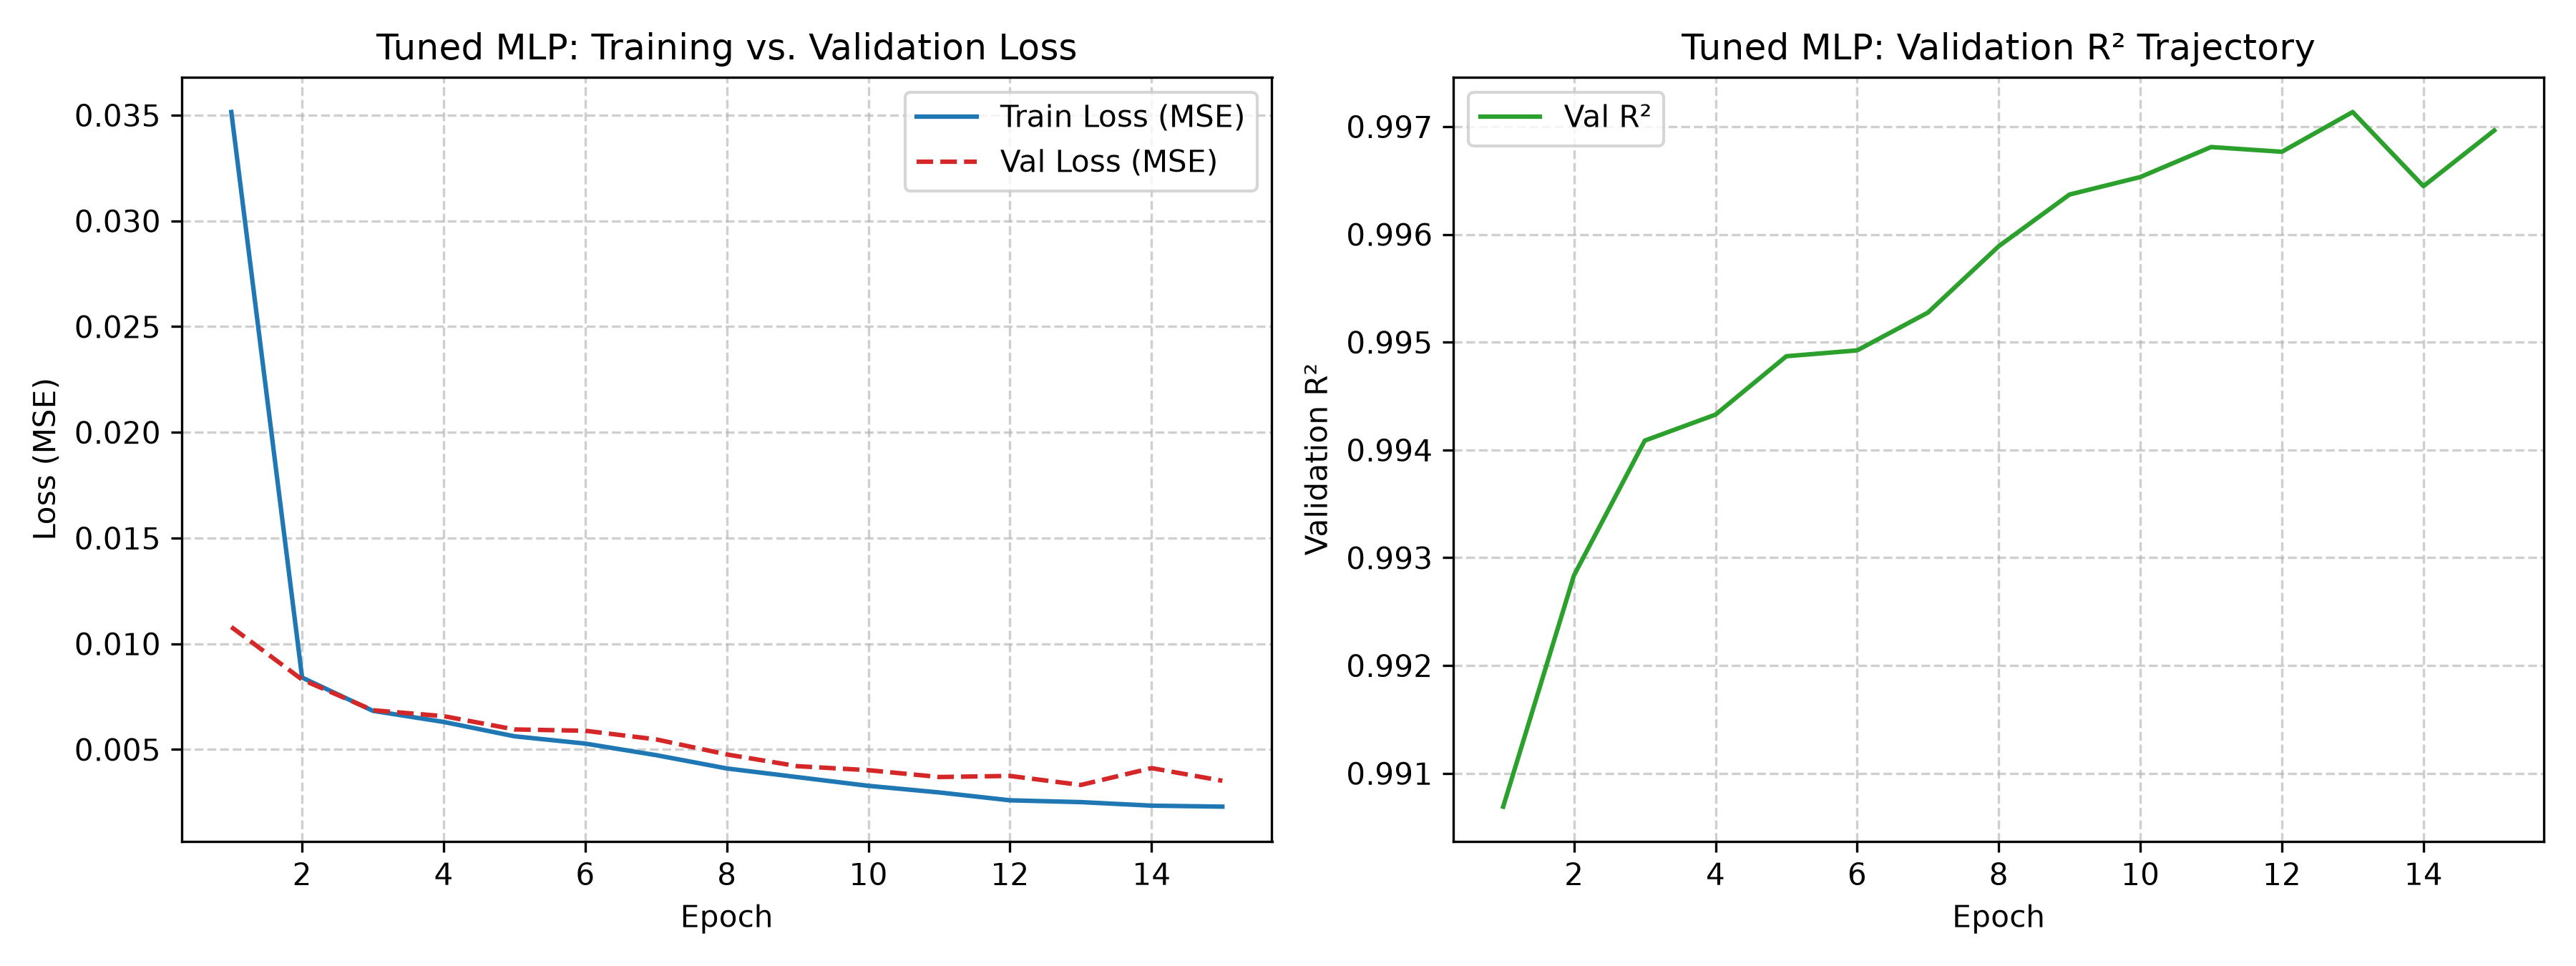 Tuned MLP: Training vs. Validation Loss
Train Loss (MSE)
Val Loss (MSE)
Loss (MSE)
0.035
0.030
0.025
0.020
0.015
0.010
0.005
2 4 6 8 10 12 14
Epoch
Tuned MLP: Validation R² Trajectory
Val R²
Validation R²
0.997
0.996
0.995
0.994
0.993
0.992
0.991
2 4 6 8 10 12 14
Epoch